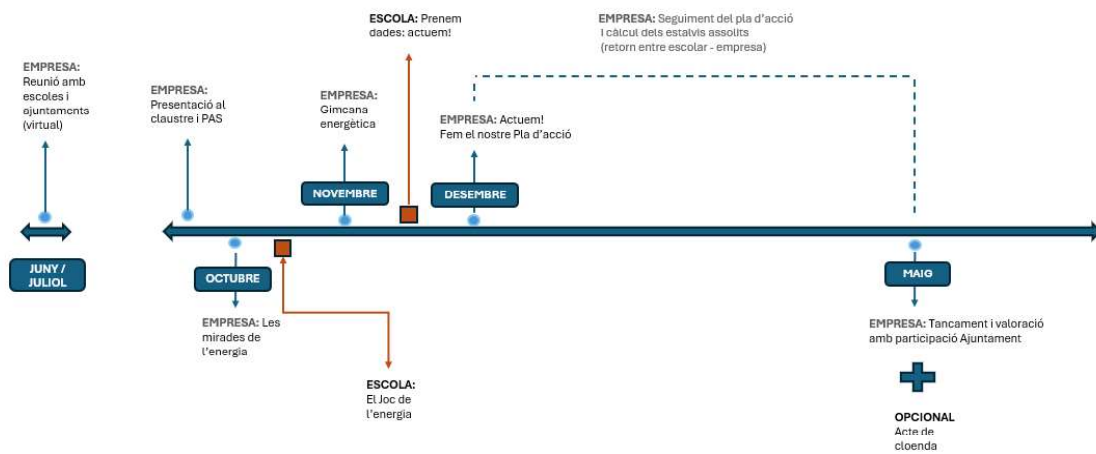 EMPRESA:
Reunió amb
escoles i
ajuntaments
(virtual)
JUNY /
JULIOL
EMPRESA:
Presentació al
claustre i PAS
OCTUBRE
EMPRESA: Les
mirades de
l'energia
ESCOLA:
El Joc de
l'energia
EMPRESA:
Gimcana
energètica
NOVEMBRE
ESCOLA: Prenem
dades: actuem!
EMPRESA: Actuem!
Fem el nostre Pla d'acció
DESEMBRE
EMPRESA: Seguiment del pla d'acció
I càlcul dels estalvis assolits
(retorn entre escolar - empresa)
MAIG
EMPRESA: Tancament i valoració
amb participació Ajuntament
OPCIONAL
Acte de
cloenda